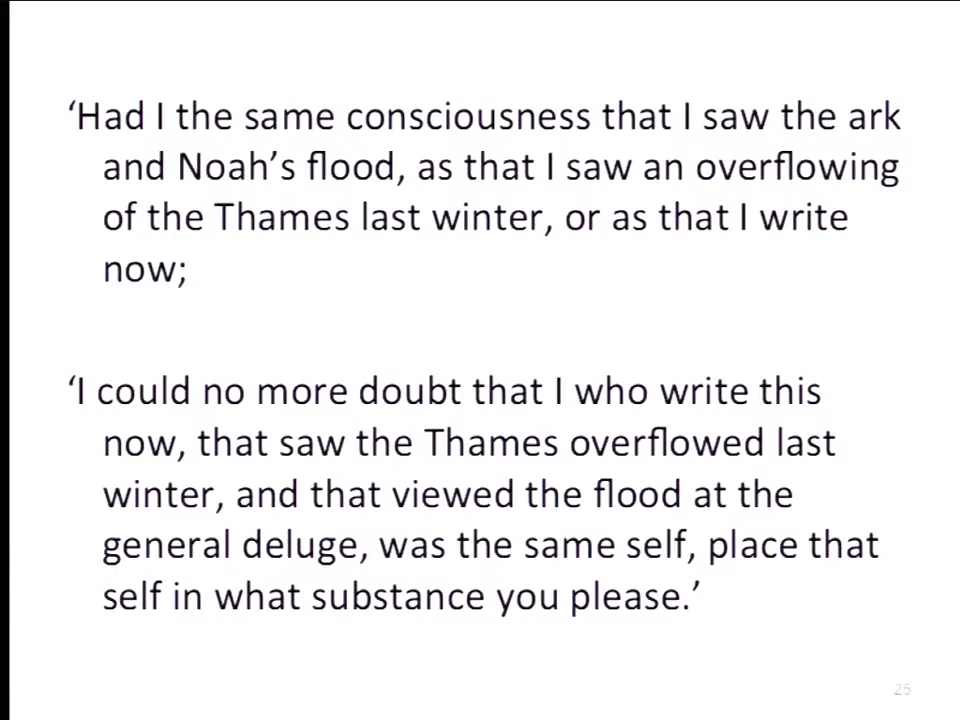 ‘Had I the same consciousness that I saw the ark
and Noah’s flood, as that I saw an overflowing
of the Thames last winter, or as that I write
now;
‘I could no more doubt that I who write this
now, that saw the Thames overflowed last
winter, and that viewed the flood at the
general deluge, was the same self, place that
self in what substance you please.’
25